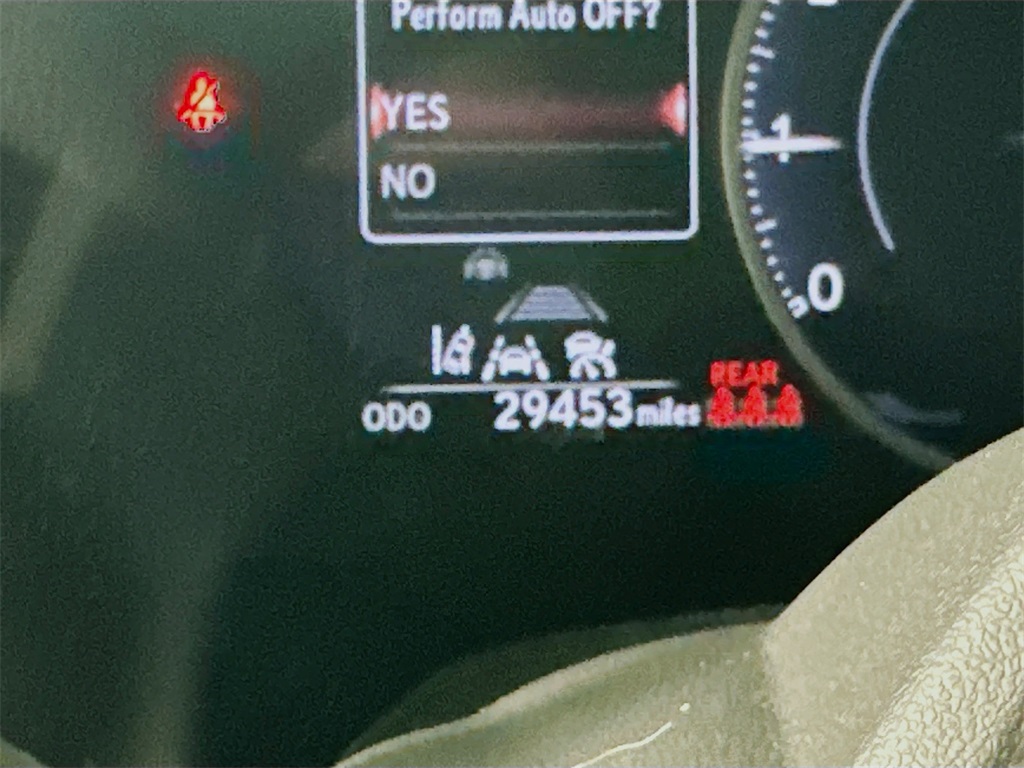 Perform Auto OFF?
YES
NO
1
0
REAR
ODO 29453 miles